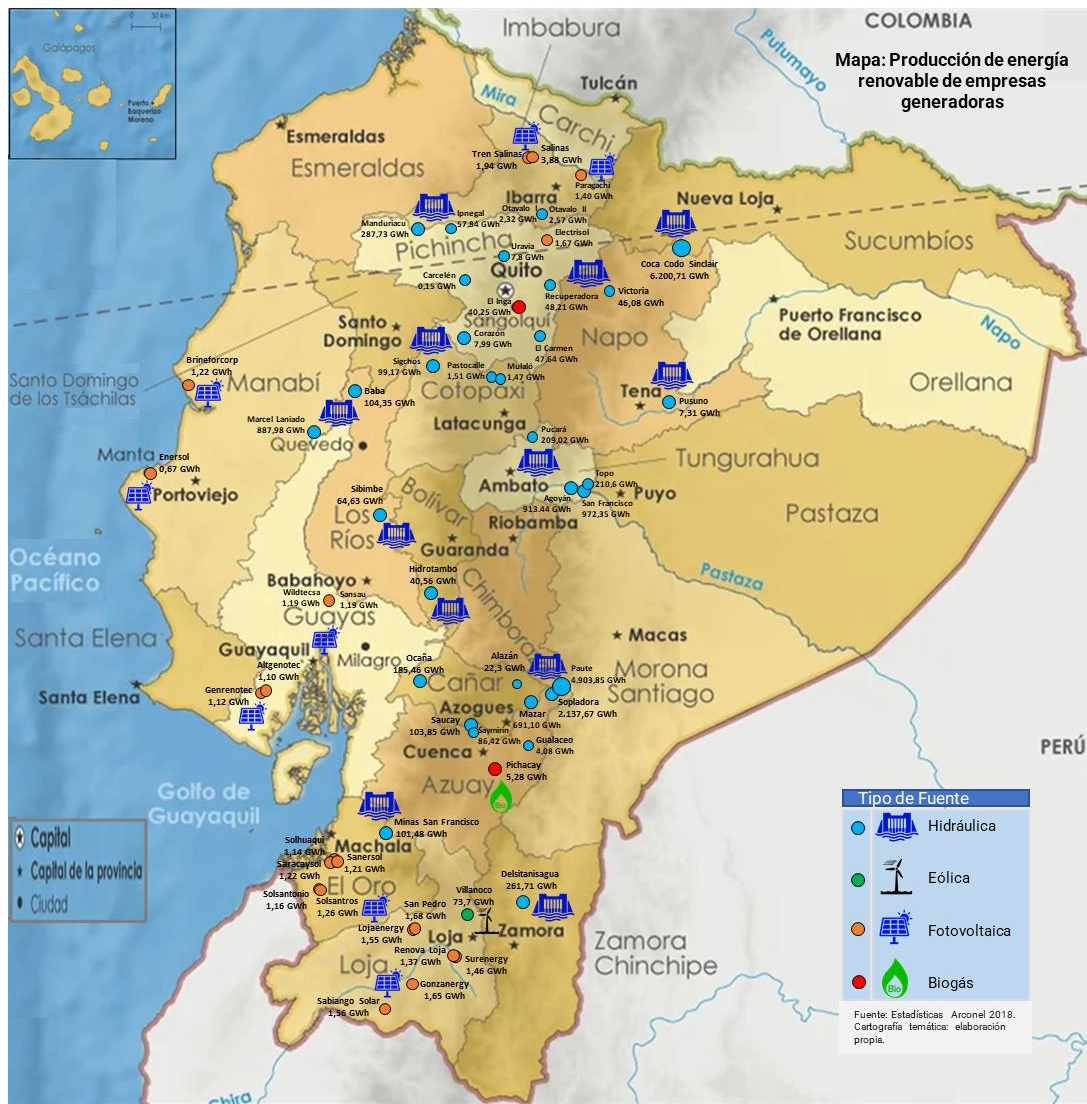 COLOMBIA
Mapa: Producción de energía
renovable de empresas
generadoras
Imbabura
0
50 km
Galápagos
Puerto
Baquerizo
Moreno
Putumayo
Tulcán
Mira
Carchi
Esmeraldas
Esmeraldas
Tren Salinas
1,94 GWh
Salinas
3,88 GWh
Paragachi
1,40 GWh
Ibarra
Nueva Loja
Otavalo I
2,32 GWh
Otavalo II
2,57 GWh
Ipnegal
57,84 GWh
Manduriacu
287,73 GWh
Electrisol
1,67 GWh
Pichincha
Uravia
7,8 GWh
Sucumbíos
Coca Codo Sinclair
6.200,71 GWh
Quito
Carcelén
0,15 GWh
Recuperadora
48,21 GWh
Victoria
46,08 GWh
El Inga
40,25 GWh
Sangolquí
Puerto Francisco
de Orellana
Napo
Santo
Domingo
Corazón
7,99 GWh
El Carmen
47,64 GWh
Napo
Sigchos
99,17 GWh
Pastocalle
1,51 GWh
Mulaló
1,47 GWh
Brineforcorp
1,22 GWh
Santo Domingo
de los Tsáchilas
Manabí
Cotopaxi
Baba
104,35 GWh
Tena
Pusuno
7,31 GWh
Orellana
Marcel Laniado
887,98 GWh
Quevedo
Latacunga
Pucará
209,02 GWh
Manta
Enersol
0,67 GWh
Portoviejo
Tungurahua
Ambato
Topo
210,6 GWh
Agoyán
913.44 GWh
San Francisco
972,35 GWh
Puyo
Sibimbe
64,63 GWh
Bolívar
Los
Ríos
Riobamba
Pastaza
Guaranda
Océano
Pacífico
Hidrotambo
40,56 GWh
Chimborazo
Pastaza
Babahoyo
Wildtecsa
1,19 GWh
Sansau
1,19 GWh
Guayas
Santa Elena
Guayaquil
Milagro
Macas
Morona
Santiago
Altgenotec
1,10 GWh
Genrenotec
1,12 GWh
Santa Elena
Ocaña
185,46 GWh
Alazán
22,3 GWh
Paute
4.903,85 GWh
Cañar
Azogues
Sopladora
2.137,67 GWh
Mazar
691,10 GWh
Saucay
103,85 GWh
Saymirín
86,42 GWh
Gualaceo
4,08 GWh
Cuenca
PERÚ
Pichacay
5,28 GWh
Azuay
Bio
Golfo de
Guayaquil
Minas San Francisco
101,48 GWh
Machala
Solhuaqui
1,14 GWh
Sanersol
1,21 GWh
Saracaysol
1,22 GWh
El Oro
Solsantonio
1,16 GWh
Solsantros
1,26 GWh
San Pedro
1,68 GWh
Villanoco
73,7 GWh
Delsitanisagua
261,71 GWh
Lojaenergy
1,55 GWh
Loja
Zamora
Renova Loja
1,37 GWh
Surenergy
1,46 GWh
Loja
Gonzanergy
1,65 GWh
Sabiango Solar
1,56 GWh
Zamora
Chinchipe
Chira
Capital
Capital de la provincia
Ciudad
Tipo de Fuente
Hidráulica
Eólica
Fotovoltaica
Bio
Biogás
Fuente: Estadísticas Arconel 2018.
Cartografía temática: elaboración
propia.